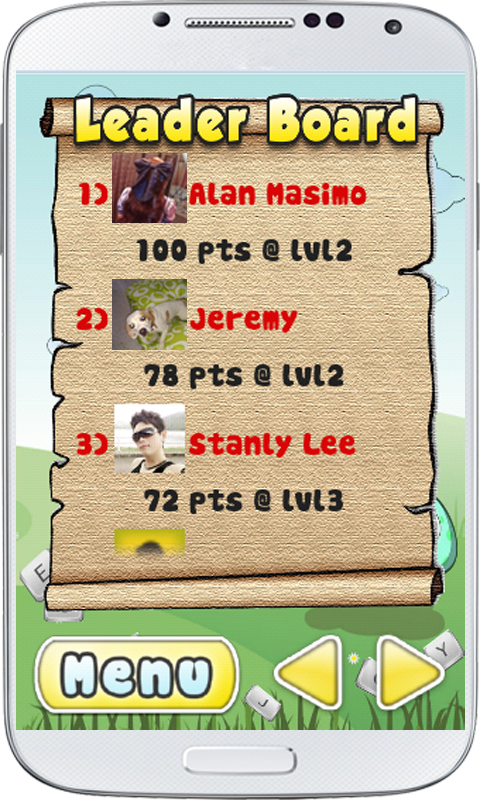 Leader Board
1) Alan Masimo
100 pts @ lvl2
2) Jeremy
78 pts @ lvl2
3) Stanly Lee
72 pts @ lvl3
E
Y
J
Menu